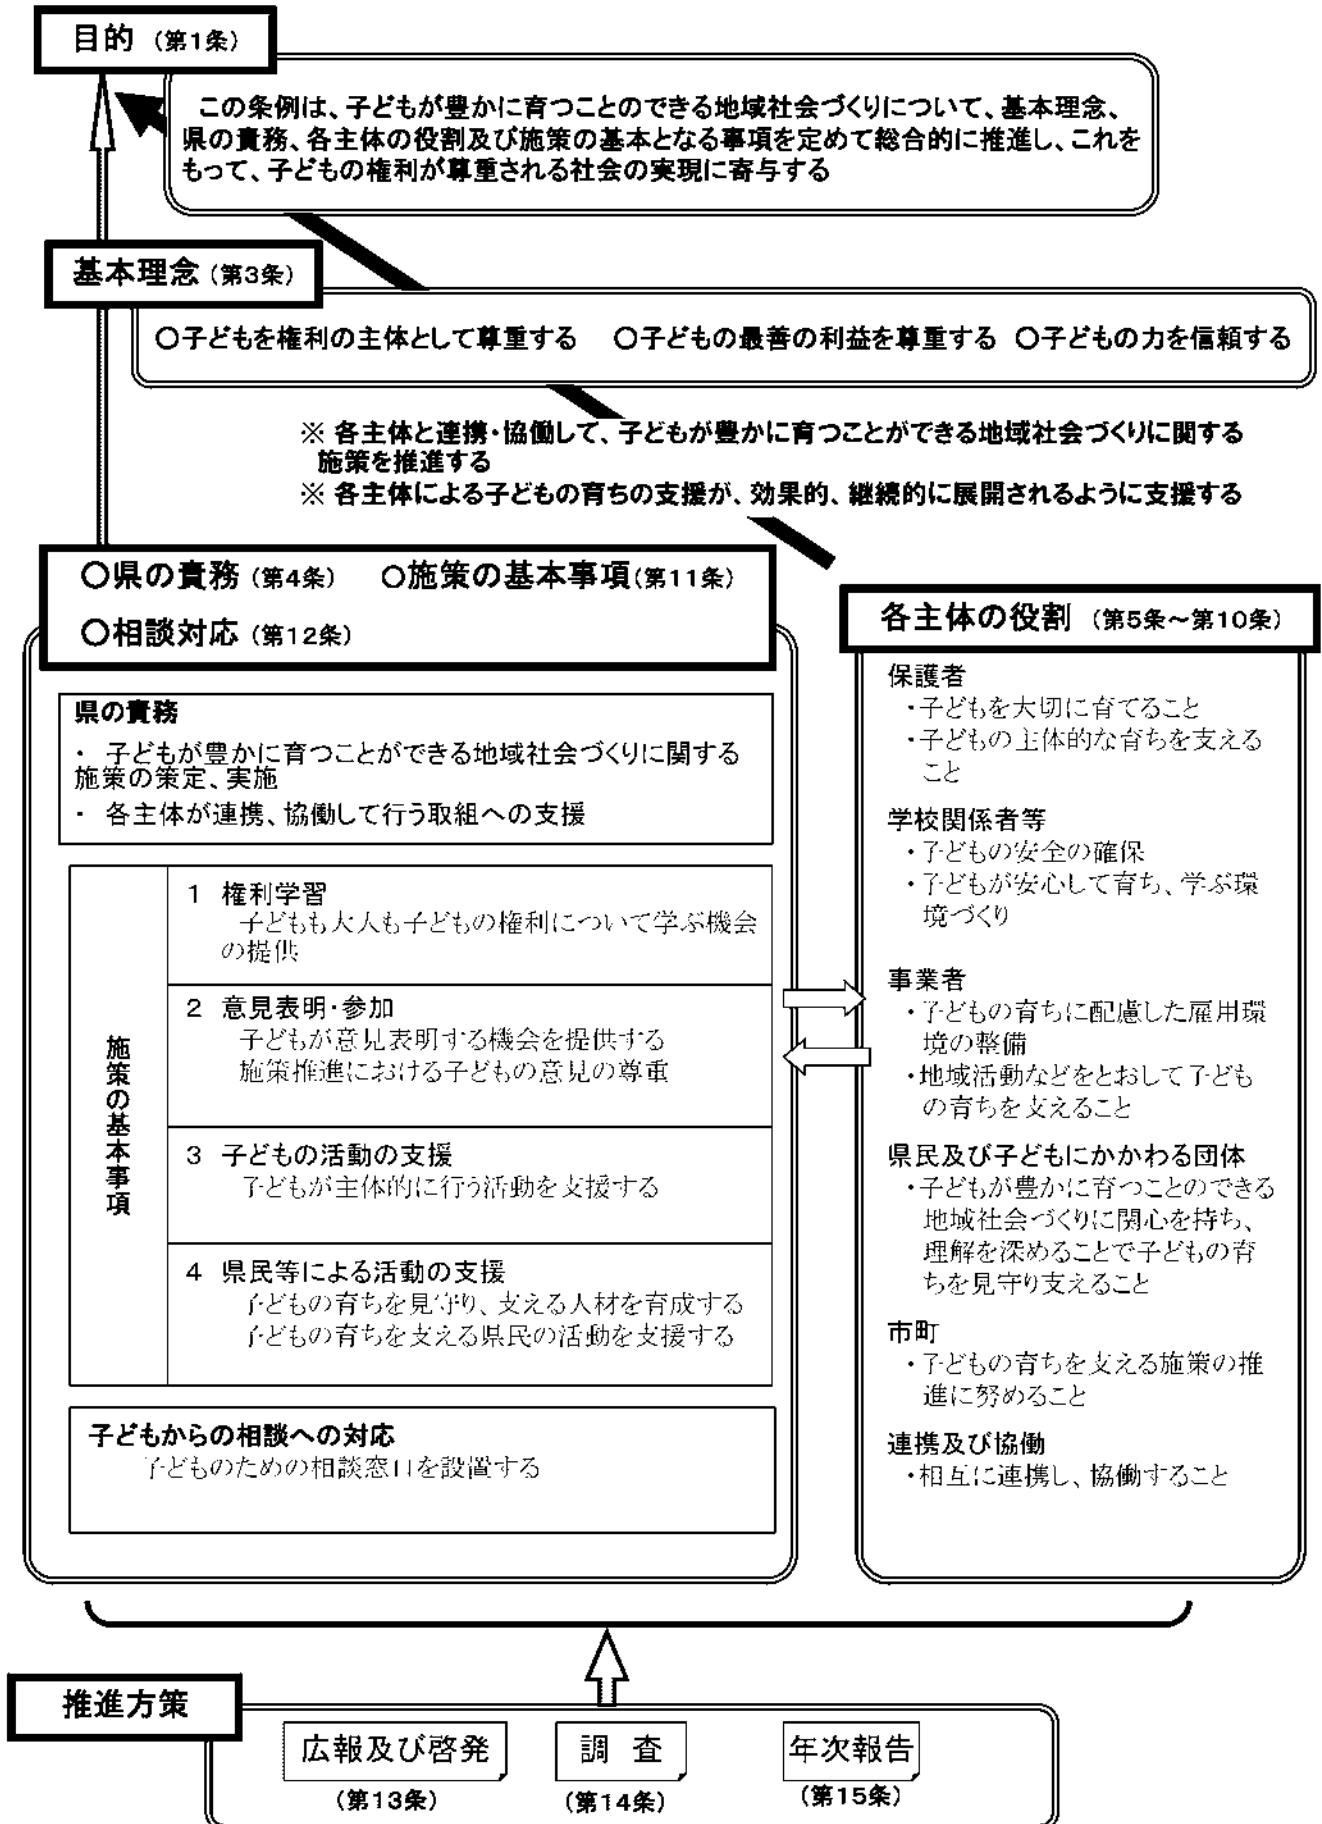 目的 (第1条)
この条例は、子どもが豊かに育つことのできる地域社会づくりについて、基本理念、
県の責務、各主体の役割及び施策の基本となる事項を定めて総合的に推進し、これを
もって、子どもの権利が尊重される社会の実現に寄与する
基本理念 (第3条)
○子どもを権利の主体として尊重する ○子どもの最善の利益を尊重する ○子どもの力を信頼する
※ 各主体と連携・協働して、子どもが豊かに育つことができる地域社会づくりに関する
施策を推進する
※ 各主体による子どもの育ちの支援が、効果的、継続的に展開されるように支援する
○県の責務 (第4条) ○施策の基本事項(第11条)
○相談対応 (第12条)
県の責務
・ 子どもが豊かに育つことができる地域社会づくりに関する
施策の策定、実施
・ 各主体が連携、協働して行う取組への支援
施策の基本事項
1 権利学習
子どもも大人も子どもの権利について学ぶ機会
の提供
2 意見表明・参加
子どもが意見表明する機会を提供する
施策推進における子どもの意見の尊重
3 子どもの活動の支援
子どもが主体的に行う活動を支援する
4 県民等による活動の支援
子どもの育ちを見守り、支える人材を育成する
子どもの育ちを支える県民の活動を支援する
子どもからの相談への対応
子どものための相談窓口を設置する
各主体の役割 (第5条～第10条)
保護者
・子どもを大切に育てること
・子どもの主体的な育ちを支える
こと
学校関係者等
・子どもの安全の確保
・子どもが安心して育ち、学ぶ環
境づくり
事業者
・子どもの育ちに配慮した雇用環
境の整備
・地域活動などをとおして子ども
の育ちを支えること
県民及び子どもにかかわる団体
・子どもが豊かに育つことのできる
地域社会づくりに関心を持ち、
理解を深めることで子どもの育
ちを見守り支えること
市町
・子どもの育ちを支える施策の推
進に努めること
連携及び協働
・相互に連携し、協働すること
推進方策
広報及び啓発
(第13条)
調 査
(第14条)
年次報告
(第15条)